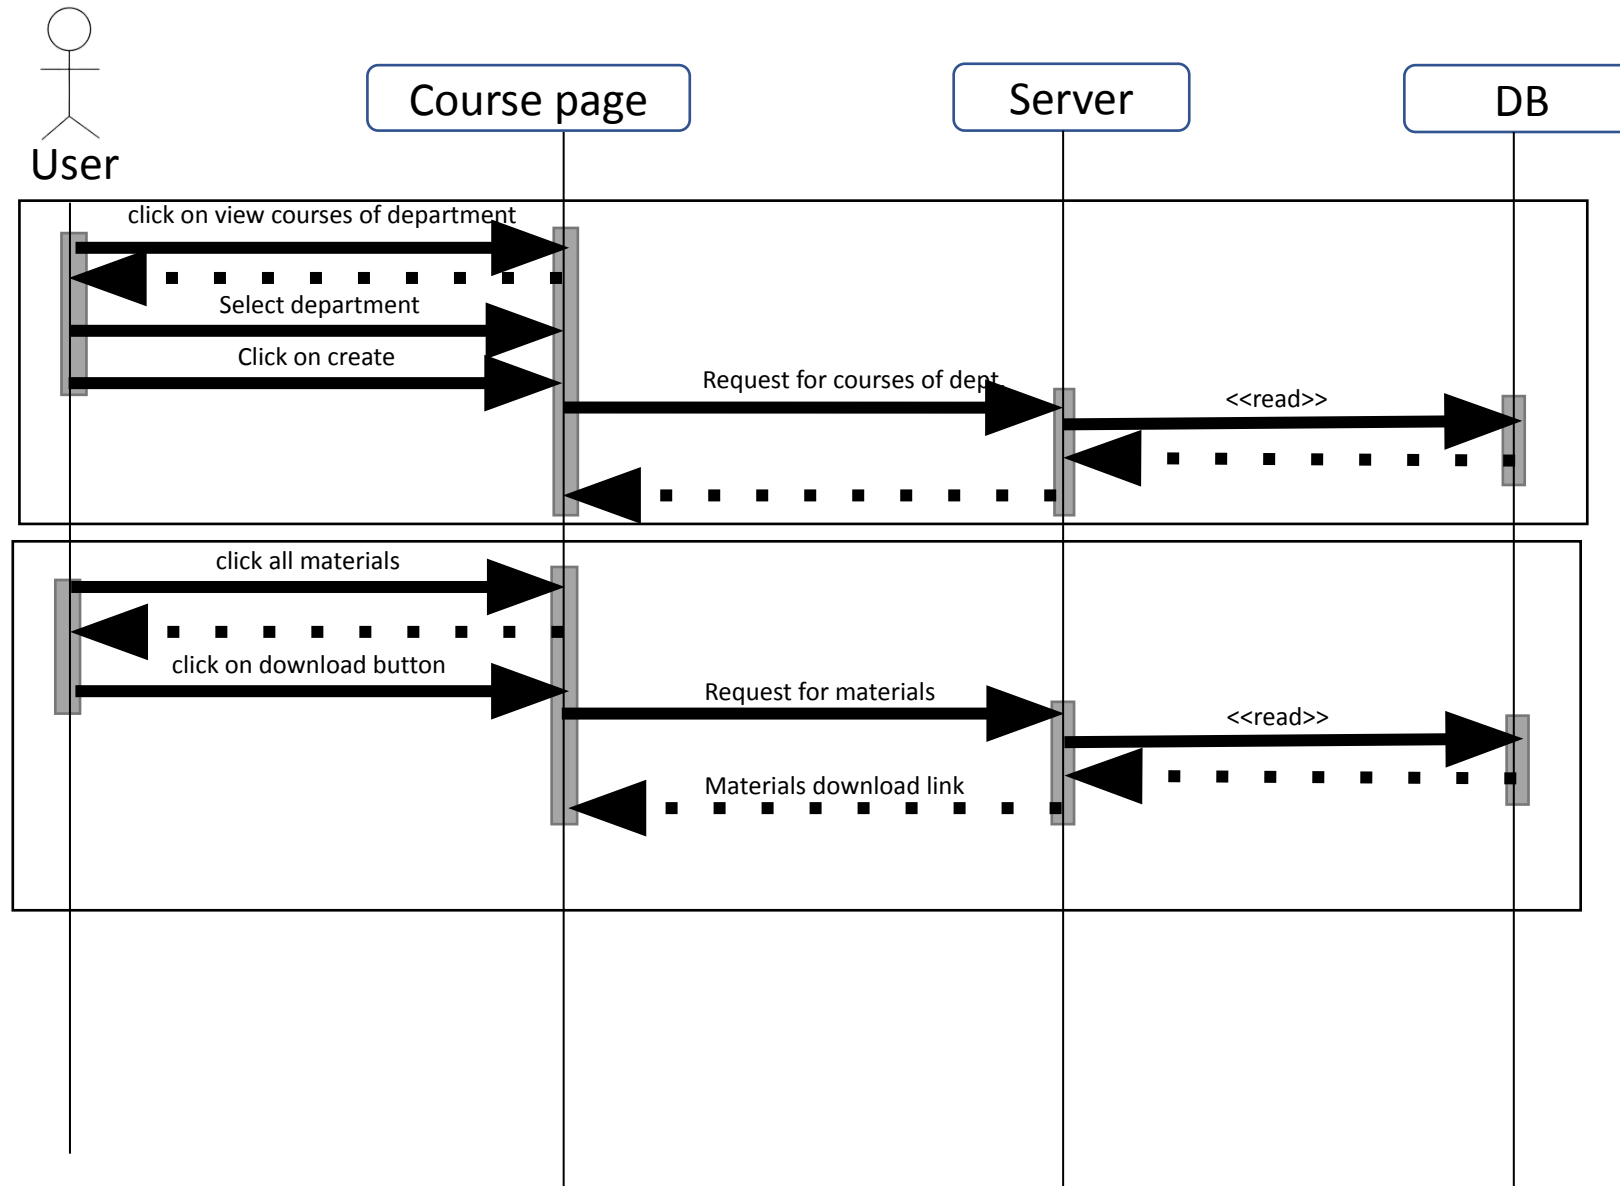 Course page
Server
DB
User
click on view courses of department
Select department
Click on create
Request for courses of dept.
<<read>>
click all materials
click on download button
Request for materials
<<read>>
Materials download link